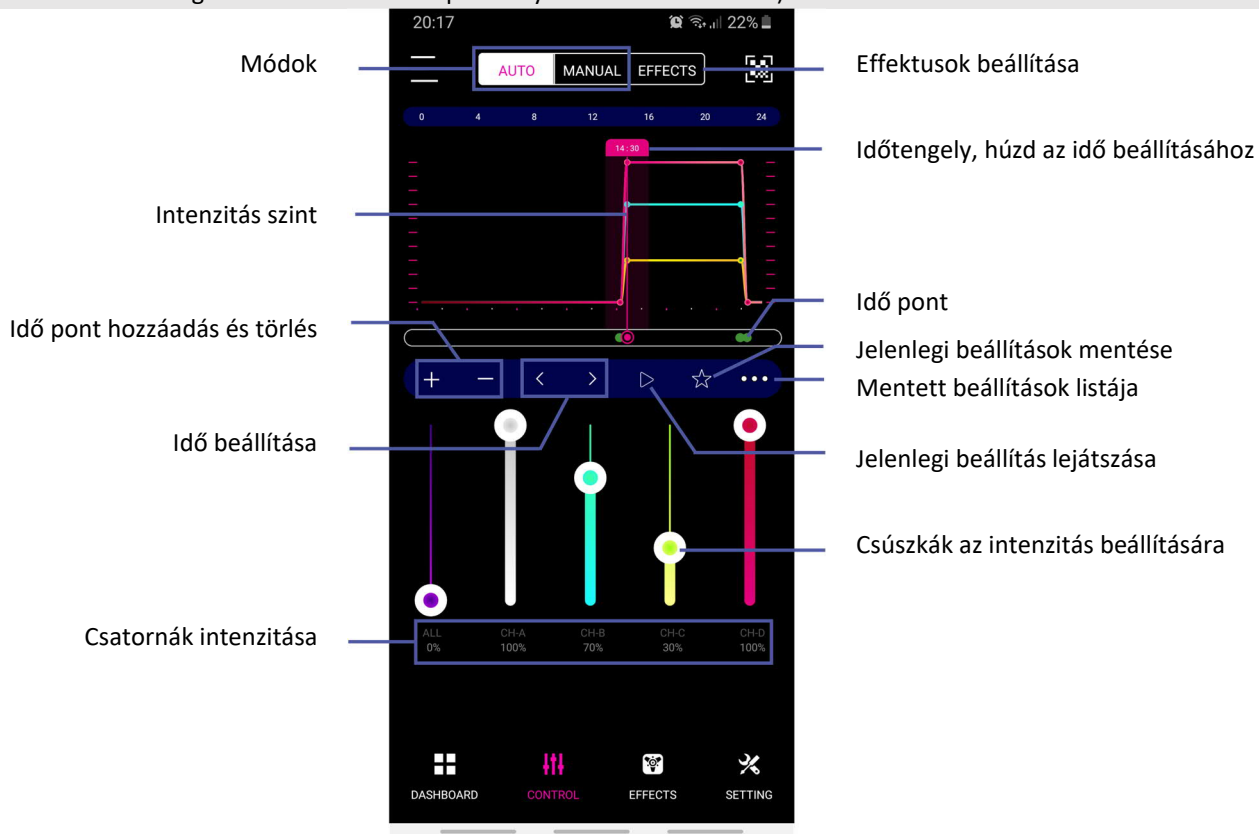 20:17
22%
Módok
AUTO
MANUAL
EFFECTS
Effektusok beállítása
0 4 8 12 16 20 24
14 : 30
Időtengely, húzd az idő beállításához
Intenzitás szint
Idő pont
Idő pont hozzáadás és törlés
Jelenlegi beállítások mentése
Mentett beállítások listája
Idő beállítása
Jelenlegi beállítás lejátszása
Csúszkák az intenzitás beállítására
Csatornák intenzitása
ALL CH-A CH-B CH-C CH-D
0% 100% 70% 30% 100%
DASHBOARD CONTROL EFFECTS SETTING